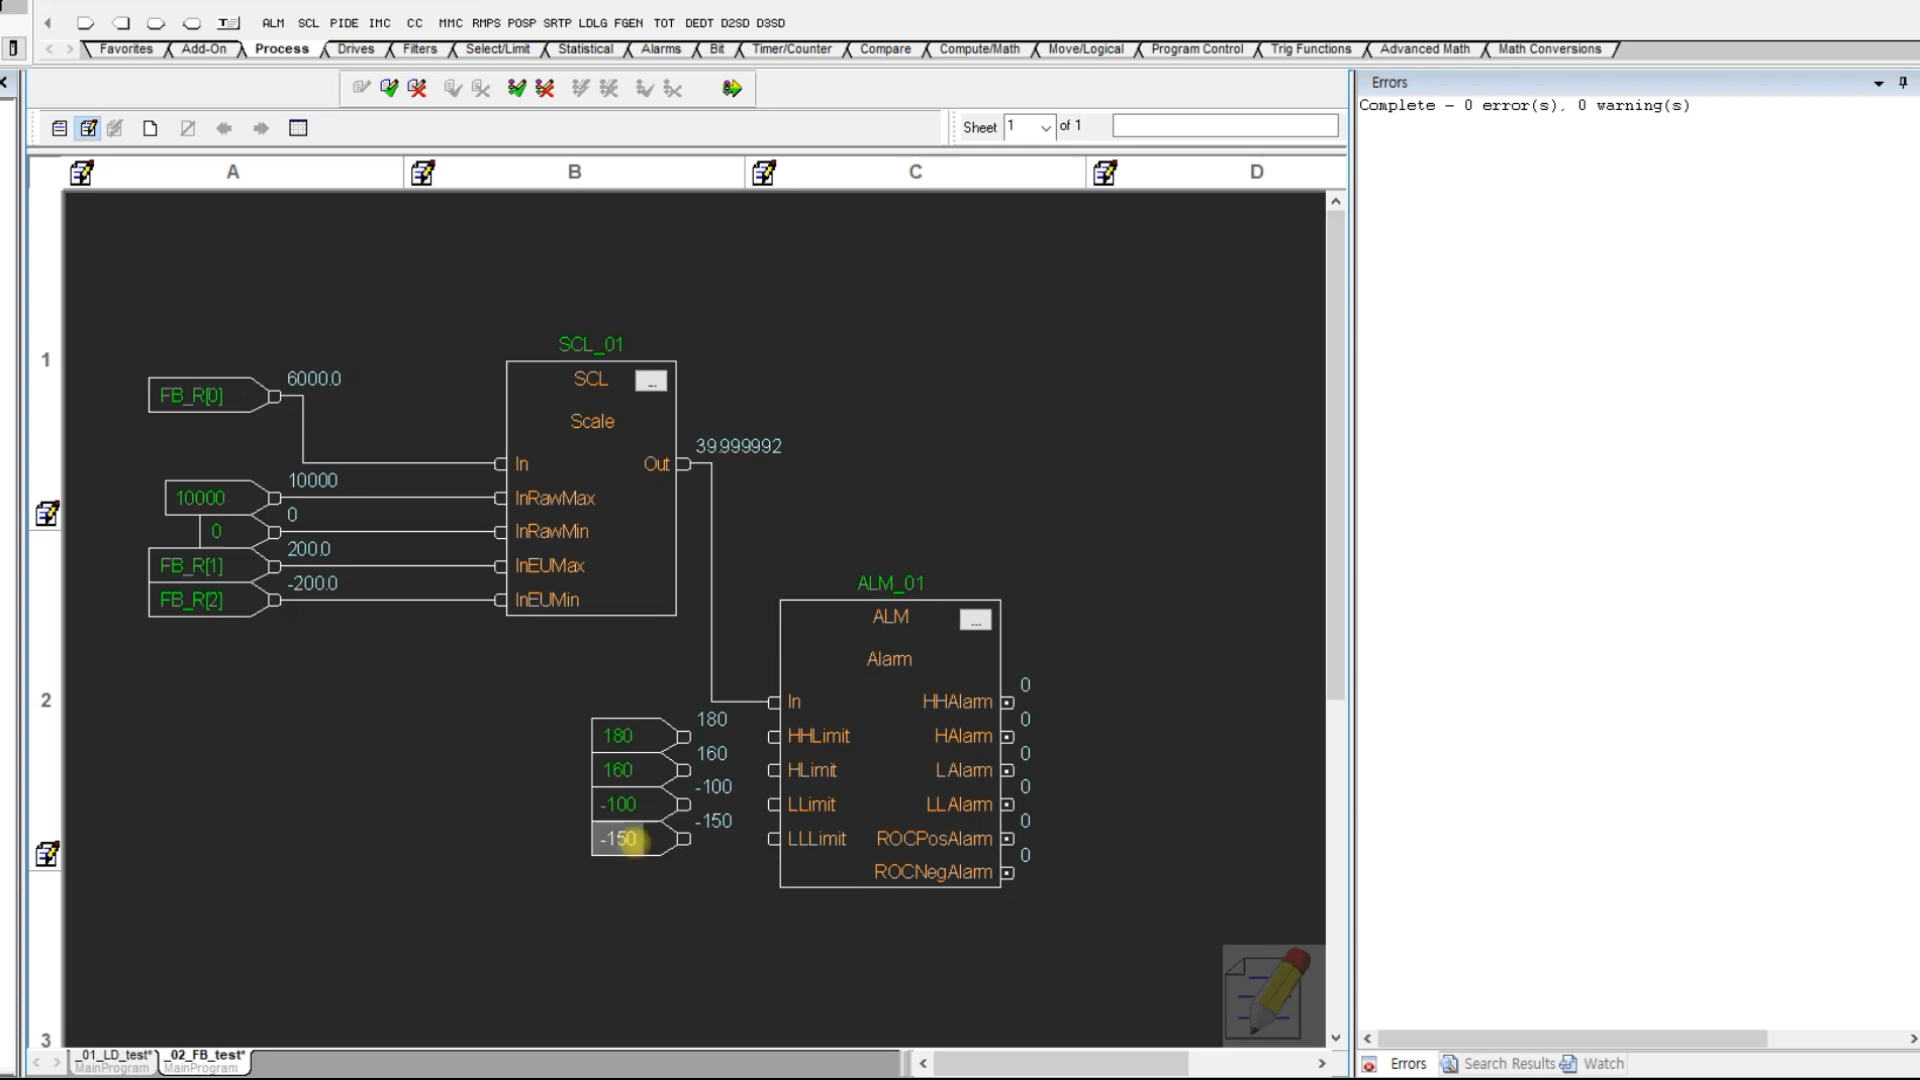 ALM SCL PIDE IMC CC MMC RMPS POSP SRTP LDLG FGEN TOT DEDT D2SD D3SD
Favorites Add-On Process Drives Filters Select/Limit Statistical Alarms Bit Timer/Counter Compare Compute/Math Move/Logical Program Control Trig Functions Advanced Math Math Conversions
Errors
Complete - 0 error(s), 0 warning(s)
Sheet 1 of 1
A B C D
1
SCL_01
SCL ...
Scale
FB_R[0] 6000.0
In Out 39.999992
10000 10000 InRawMax
0 0 InRawMin
FB_R[1] 200.0 InEUMax
FB_R[2] -200.0 InEUMin
2
ALM_01
ALM ...
Alarm
In HHAlarm 0
180 180 HHLimit HAlarm 0
160 160 HLimit LAlarm 0
-100 -100 LLimit LLAlarm 0
-150 -150 LLLimit ROCPosAlarm 0
ROCNegAlarm 0
3
_01_LD_test* _02_FB_test*
MainProgram MainProgram
Errors Search Results Watch